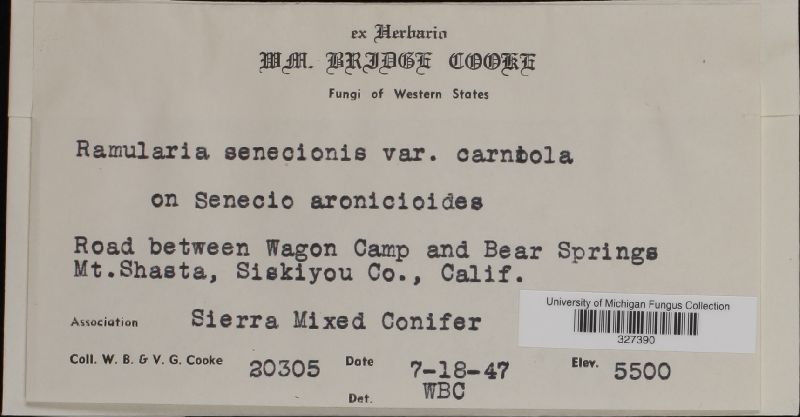 ex Herbario
WM. BRIDGE COOKE
Fungi of Western States
Ramularia senecionis var. carniola
on Senecio aronicioides
Road between Wagon Camp and Bear Springs
Mt.Shasta, Siskiyou Co., Calif.
Association Sierra Mixed Conifer
University of Michigan Fungus Collection
327390
Coll. W. B. & V. G. Cooke 20305 Date 7-18-47 Elev. 5500
Det. WBC